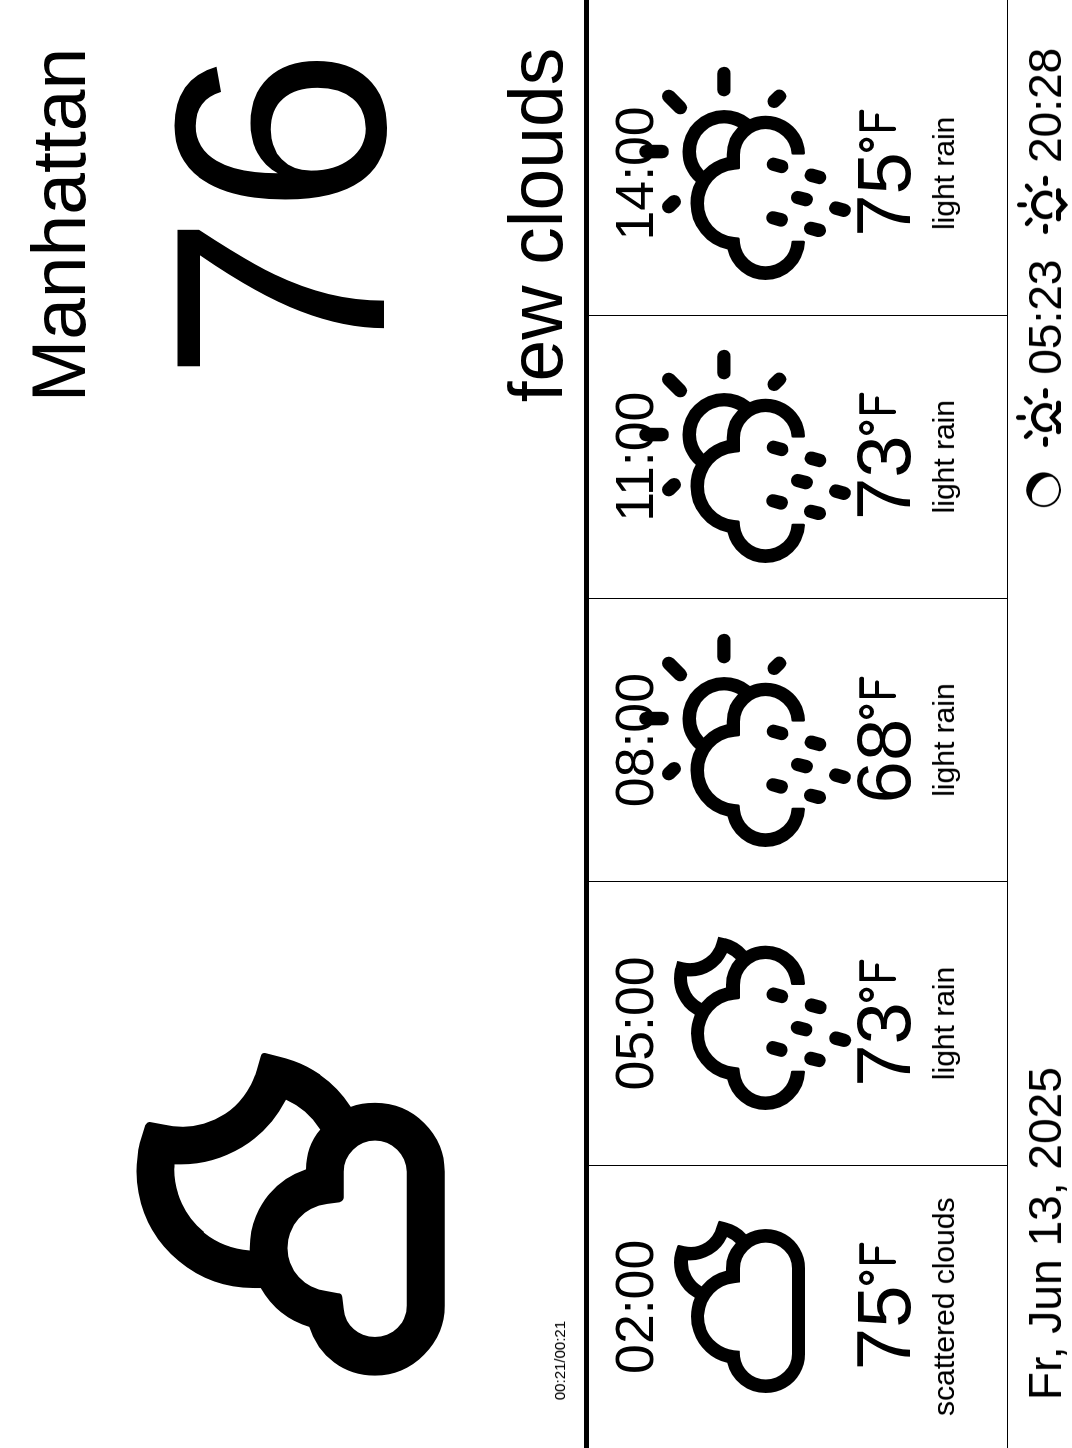 Manhattan
76
few clouds
00:21/00:21
02:00
75°F
scattered clouds
05:00
73°F
light rain
08:00
68°F
light rain
11:00
73°F
light rain
14:00
75°F
light rain
Fr, Jun 13, 2025
05:23
20:28